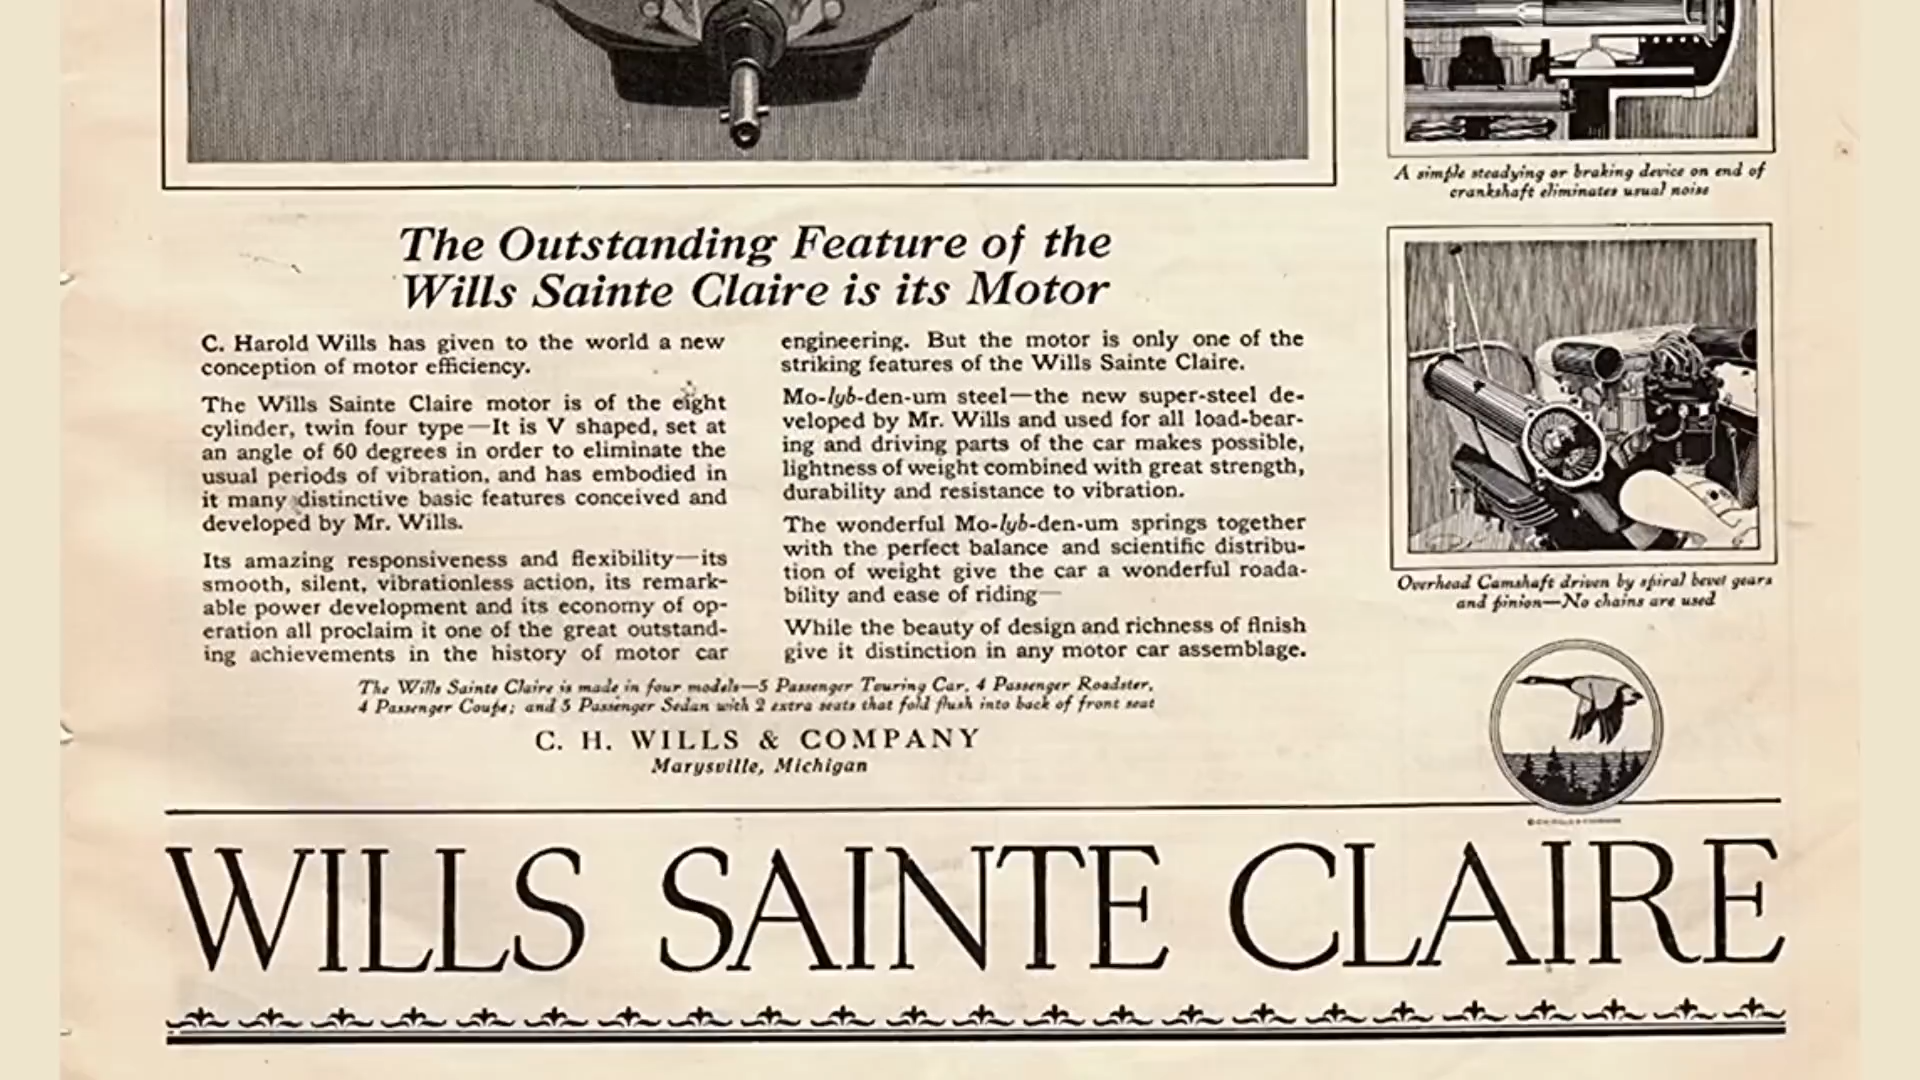 A simple steadying or braking device on end of
crankshaft eliminates usual noise
The Outstanding Feature of the
Wills Sainte Claire is its Motor
C. Harold Wills has given to the world a new
conception of motor efficiency.
The Wills Sainte Claire motor is of the eight
cylinder, twin four type—It is V shaped, set at
an angle of 60 degrees in order to eliminate the
usual periods of vibration, and has embodied in
it many distinctive basic features conceived and
developed by Mr. Wills.
Its amazing responsiveness and flexibility—its
smooth, silent, vibrationless action, its remark-
able power development and its economy of op-
eration all proclaim it one of the great outstand-
ing achievements in the history of motor car
engineering. But the motor is only one of the
striking features of the Wills Sainte Claire.
Mo-lyb-den-um steel—the new super-steel de-
veloped by Mr. Wills and used for all load-bear-
ing and driving parts of the car makes possible,
lightness of weight combined with great strength,
durability and resistance to vibration.
The wonderful Mo-lyb-den-um springs together
with the perfect balance and scientific distribu-
tion of weight give the car a wonderful roada-
bility and ease of riding—
While the beauty of design and richness of finish
give it distinction in any motor car assemblage.
Overhead Camshaft driven by spiral bevel gears
and pinion—No chains are used
The Wills Sainte Claire is made in four models—5 Passenger Touring Car, 4 Passenger Roadster,
4 Passenger Coupe; and 5 Passenger Sedan with 2 extra seats that fold flush into back of front seat
C. H. WILLS & COMPANY
Marysville, Michigan
WILLS SAINTE CLAIRE